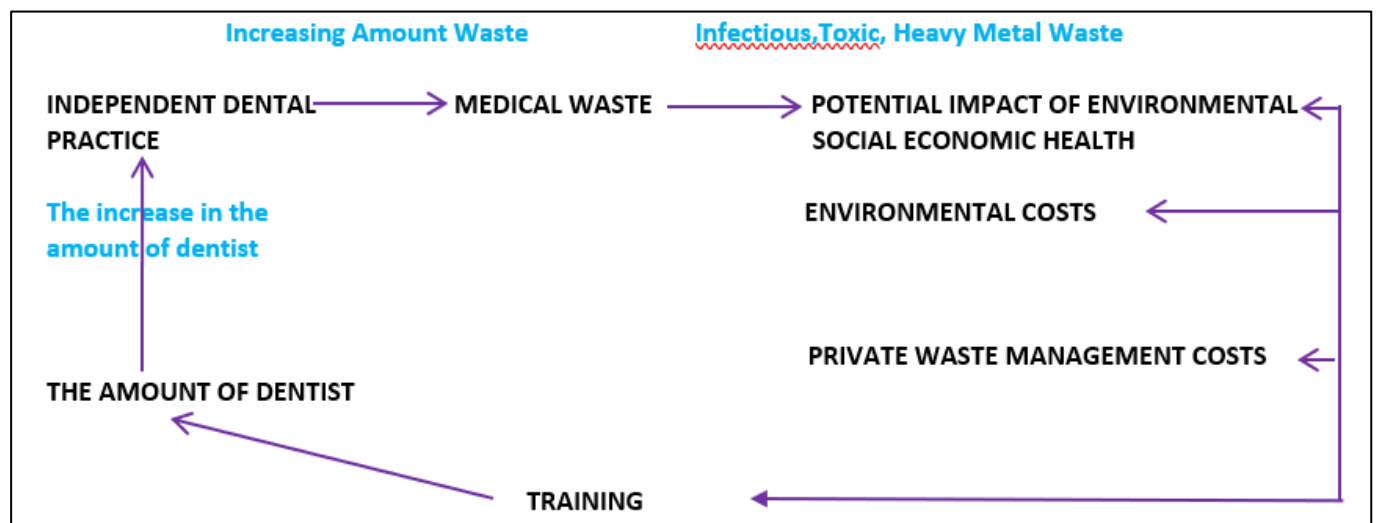 Increasing Amount Waste
Infectious,Toxic, Heavy Metal Waste
INDEPENDENT DENTAL
PRACTICE
MEDICAL WASTE
POTENTIAL IMPACT OF ENVIRONMENTAL
SOCIAL ECONOMIC HEALTH
The increase in the
amount of dentist
ENVIRONMENTAL COSTS
PRIVATE WASTE MANAGEMENT COSTS
THE AMOUNT OF DENTIST
TRAINING